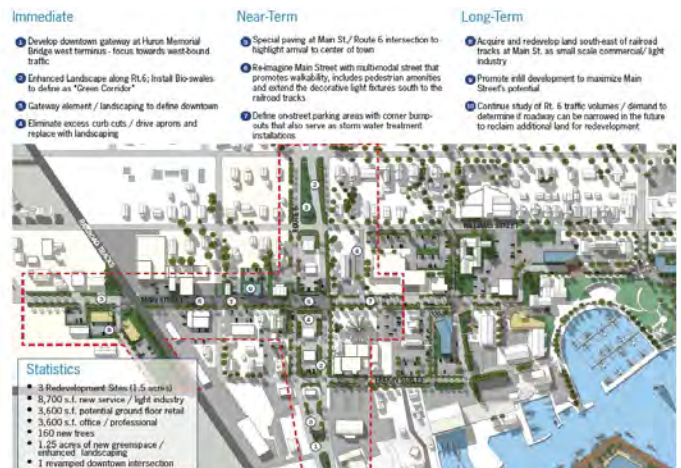 Immediate
1 Develop downtown gateway at Huron Memorial
Bridge west terminus - focus towards west-bound
traffic
2 Enhanced Landscape along Rt.6; Install Bio-swales
to define as "Green Corridor"
3 Gateway element / landscaping to define downtown
4 Eliminate excess curb cuts / drive aprons and
replace with landscaping
Near-Term
5 Special paving at Main St./ Route 6 intersection to
highlight arrival to center of town
6 Re-imagine Main Street with multimodal street that
promotes walkability, includes pedestrian amenities
and extend the decorative light fixtures south to the
railroad tracks
7 Define on-street parking areas with corner bump-
outs that also serve as storm water treatment
installations
Long-Term
8 Acquire and redevelop land south-east of railroad
tracks at Main St. as small scale commercial/ light
industry
9 Promote infill development to maximize Main
Street's potential
10 Continue study of Rt. 6 traffic volumes / demand to
determine if roadway can be narrowed in the future
to reclaim additional land for redevelopment
RAILROAD TRACKS
MAIN STREET
STREET
Statistics
• 3 Redevelopment Sites (1.5 acres)
• 8,700 s.f. new service / light industry
• 3,600 s.f. potential ground floor retail
• 3,600 s.f. office / professional
• 160 new trees
• 1.25 acres of new greenspace /
enhanced landscaping
• 1 revamped downtown intersection